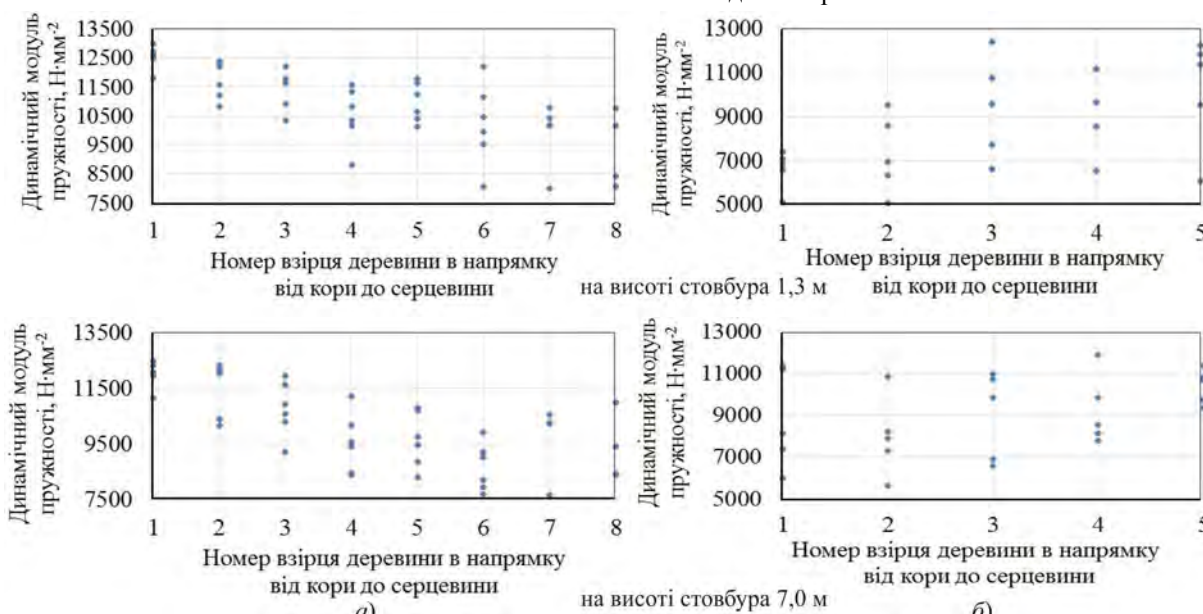 Динамічний модуль
пружності, Н·мм⁻²
13500
12500
11500
10500
9500
8500
7500
1 2 3 4 5 6 7 8
Номер взірця деревини в напрямку
від кори до серцевини
Динамічний модуль
пружності, Н·мм⁻²
13000
11000
9000
7000
5000
1 2 3 4 5
Номер взірця деревини в напрямку
від кори до серцевини
на висоті стовбура 1,3 м
Динамічний модуль
пружності, Н·мм⁻²
13500
11500
9500
7500
1 2 3 4 5 6 7 8
Номер взірця деревини в напрямку
від кори до серцевини
а)
Динамічний модуль
пружності, Н·мм⁻²
13000
11000
9000
7000
5000
1 2 3 4 5
Номер взірця деревини в напрямку
від кори до серцевини
б)
на висоті стовбура 7,0 м